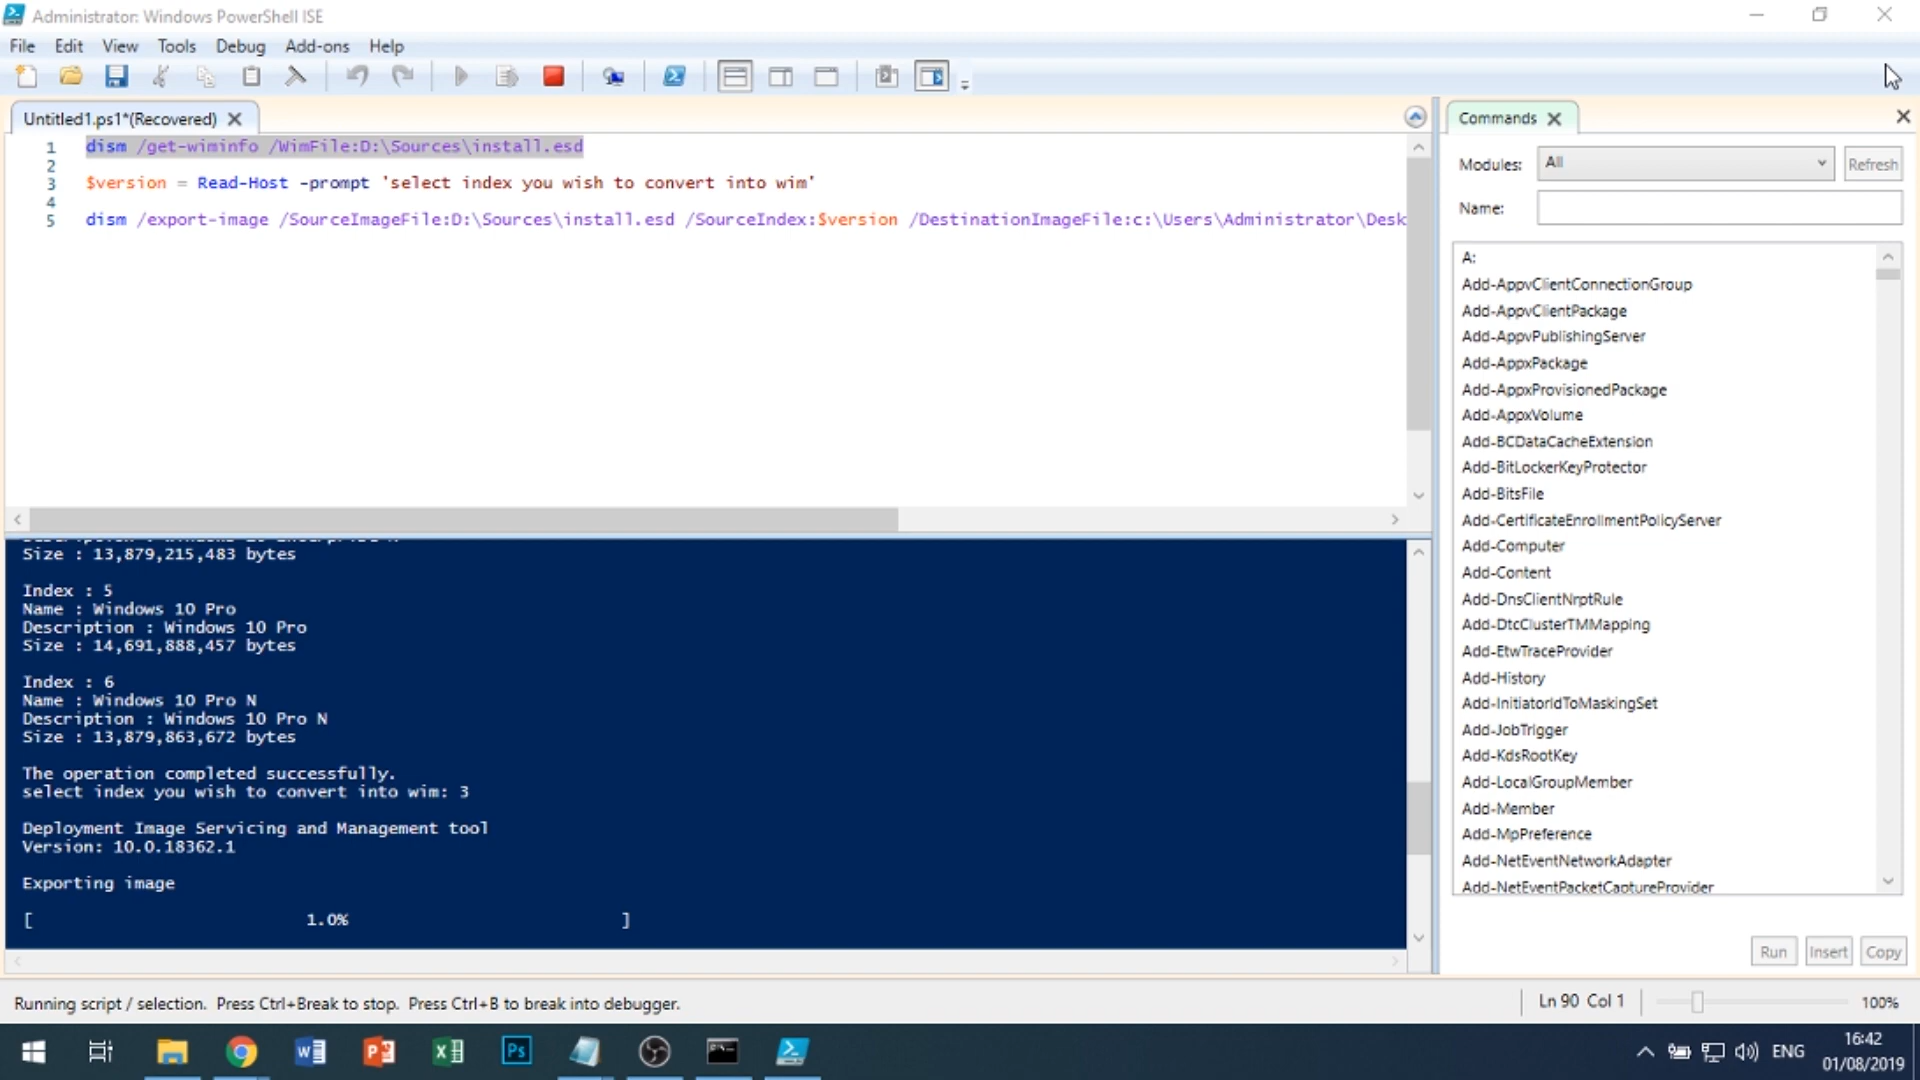 Administrator: Windows PowerShell ISE
File Edit View Tools Debug Add-ons Help
Untitled1.ps1*(Recovered)
1 dism /get-wiminfo /WimFile:D:\Sources\install.esd
2
3 $version = Read-Host -prompt 'select index you wish to convert into wim'
4
5 dism /export-image /SourceImageFile:D:\Sources\install.esd /SourceIndex:$version /DestinationImageFile:c:\Users\Administrator\Desk
Size : 13,879,215,483 bytes
Index : 5
Name : Windows 10 Pro
Description : Windows 10 Pro
Size : 14,691,888,457 bytes
Index : 6
Name : Windows 10 Pro N
Description : Windows 10 Pro N
Size : 13,879,863,672 bytes
The operation completed successfully.
select index you wish to convert into wim: 3
Deployment Image Servicing and Management tool
Version: 10.0.18362.1
Exporting image
[ 1.0% ]
Commands
Modules: All Refresh
Name:
A:
Add-AppvClientConnectionGroup
Add-AppvClientPackage
Add-AppvPublishingServer
Add-AppxPackage
Add-AppxProvisionedPackage
Add-AppxVolume
Add-BCDataCacheExtension
Add-BitLockerKeyProtector
Add-BitsFile
Add-CertificateEnrollmentPolicyServer
Add-Computer
Add-Content
Add-DnsClientNrptRule
Add-DtcClusterTMMapping
Add-EtwTraceProvider
Add-History
Add-InitiatorIdToMaskingSet
Add-JobTrigger
Add-KdsRootKey
Add-LocalGroupMember
Add-Member
Add-MpPreference
Add-NetEventNetworkAdapter
Add-NetEventPacketCaptureProvider
Run Insert Copy
Running script / selection. Press Ctrl+Break to stop. Press Ctrl+B to break into debugger.
Ln 90 Col 1
100%
Ps
ENG
16:42
01/08/2019